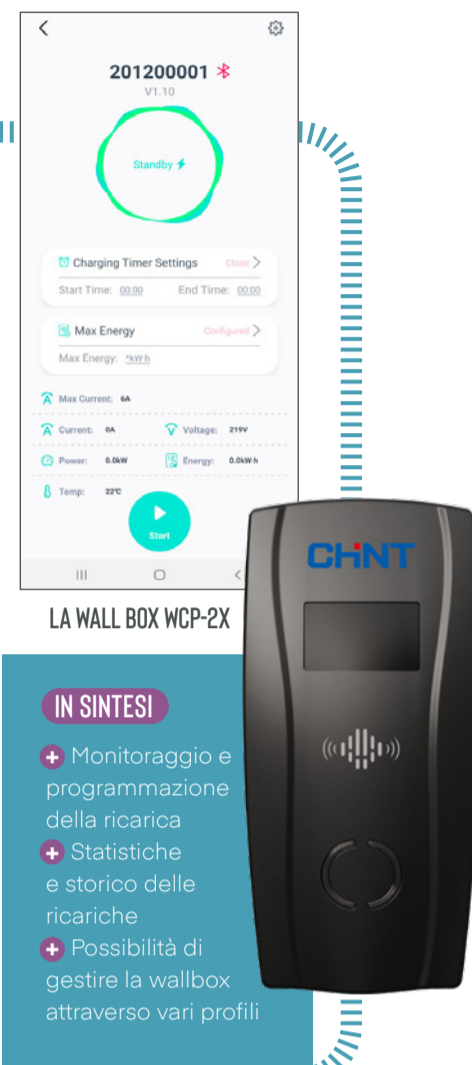 201200001
V1.10
Standby
Charging Timer Settings Close
Start Time: 00:00 End Time: 00:00
Max Energy Configured
Max Energy: *kW·h
Max Current: 6A
Current: 0A Voltage: 219V
Power: 0.0kW Energy: 0.0kW·h
Temp: 22°C
Start
CHNT
LA WALL BOX WCP-2X
IN SINTESI
+ Monitoraggio e
programmazione
della ricarica
+ Statistiche
e storico delle
ricariche
+ Possibilità di
gestire la wallbox
attraverso vari profili